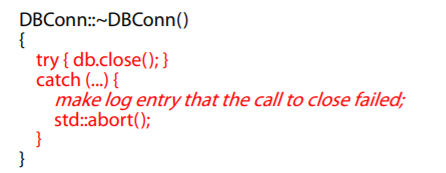 DBConn::~DBConn()
{
try { db.close(); }
catch (...) {
make log entry that the call to close failed;
std::abort();
}
}